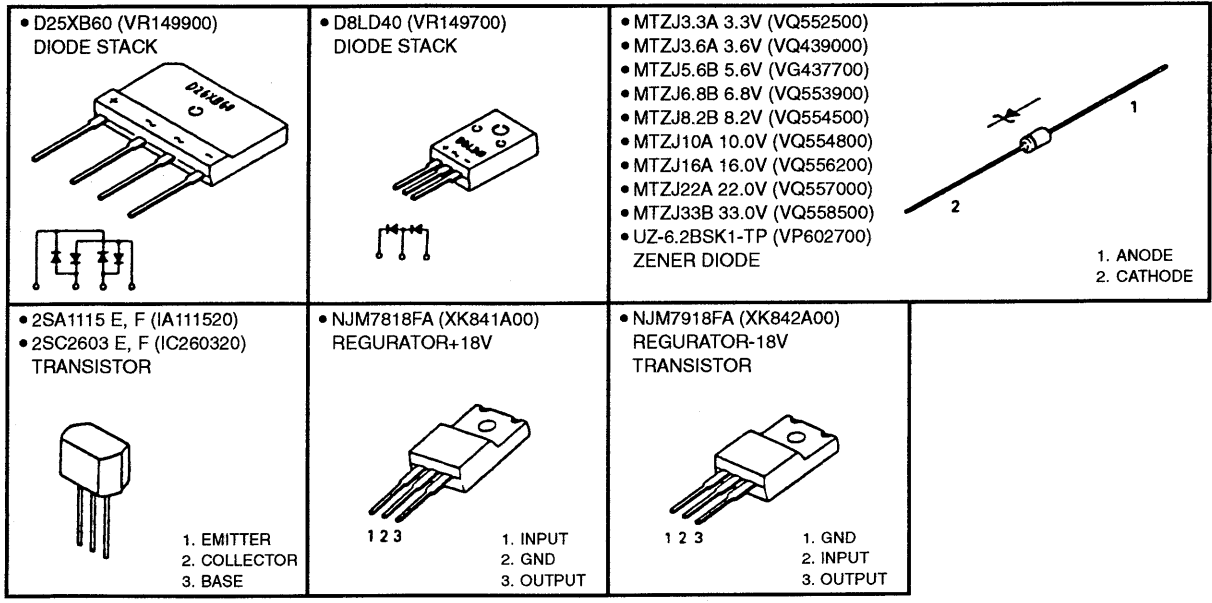 • D25XB60 (VR149900)
DIODE STACK
D25XB60
+ ~ ~ -
• D8LD40 (VR149700)
DIODE STACK
D8LD40
+ ~ -
• MTZJ3.3A 3.3V (VQ552500)
• MTZJ3.6A 3.6V (VQ439000)
• MTZJ5.6B 5.6V (VG437700)
• MTZJ6.8B 6.8V (VQ553900)
• MTZJ8.2B 8.2V (VQ554500)
• MTZJ10A 10.0V (VQ554800)
• MTZJ16A 16.0V (VQ556200)
• MTZJ22A 22.0V (VQ557000)
• MTZJ33B 33.0V (VQ558500)
• UZ-6.2BSK1-TP (VP602700)
ZENER DIODE
1
2
1. ANODE
2. CATHODE
• 2SA1115 E, F (IA111520)
• 2SC2603 E, F (IC260320)
TRANSISTOR
1. EMITTER
2. COLLECTOR
3. BASE
• NJM7818FA (XK841A00)
REGURATOR+18V
1 2 3
1. INPUT
2. GND
3. OUTPUT
• NJM7918FA (XK842A00)
REGURATOR-18V
TRANSISTOR
1 2 3
1. GND
2. INPUT
3. OUTPUT